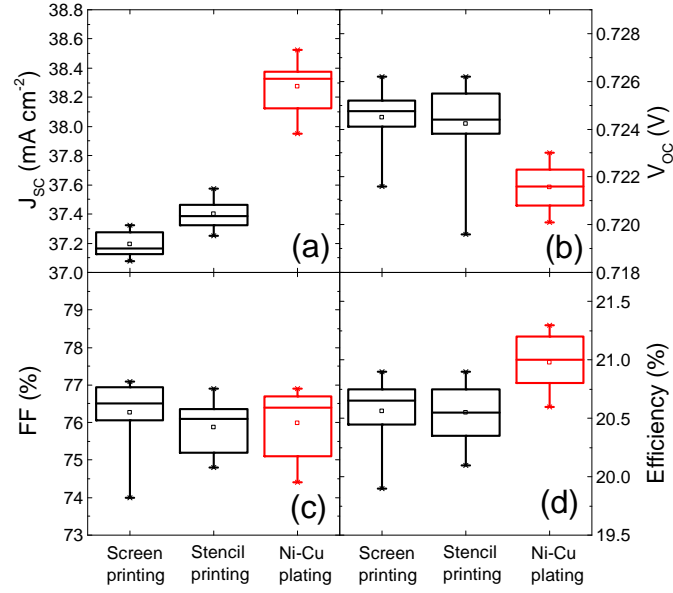 38.8
38.6
38.4
38.2
38.0
37.8
37.6
37.4
37.2
37.0
J_SC (mA cm⁻²)
(a)
0.728
0.726
0.724
0.722
0.720
0.718
V_OC (V)
(b)
79
78
77
76
75
74
73
FF (%)
(c)
21.5
21.0
20.5
20.0
19.5
Efficiency (%)
(d)
Screen
printing
Stencil
printing
Ni-Cu
plating
Screen
printing
Stencil
printing
Ni-Cu
plating